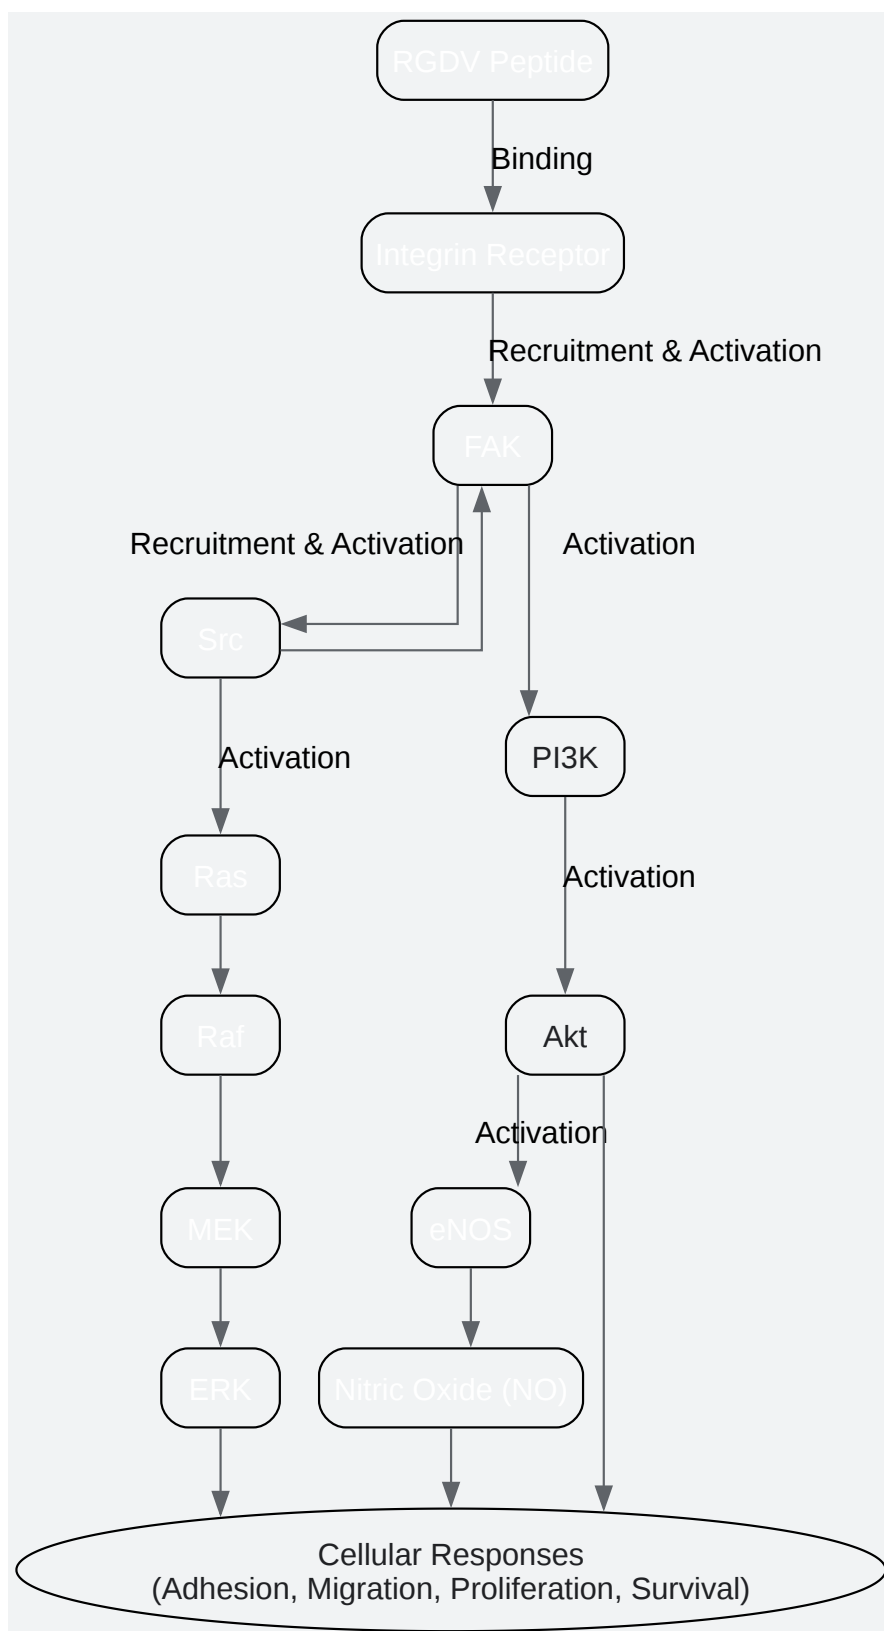 RGDV Peptide
Binding
Integrin Receptor
Recruitment & Activation
FAK
Recruitment & Activation
Activation
Src
PI3K
Activation
Ras
Activation
Raf
Akt
Activation
MEK
eNOS
ERK
Nitric Oxide (NO)
Cellular Responses
(Adhesion, Migration, Proliferation, Survival)